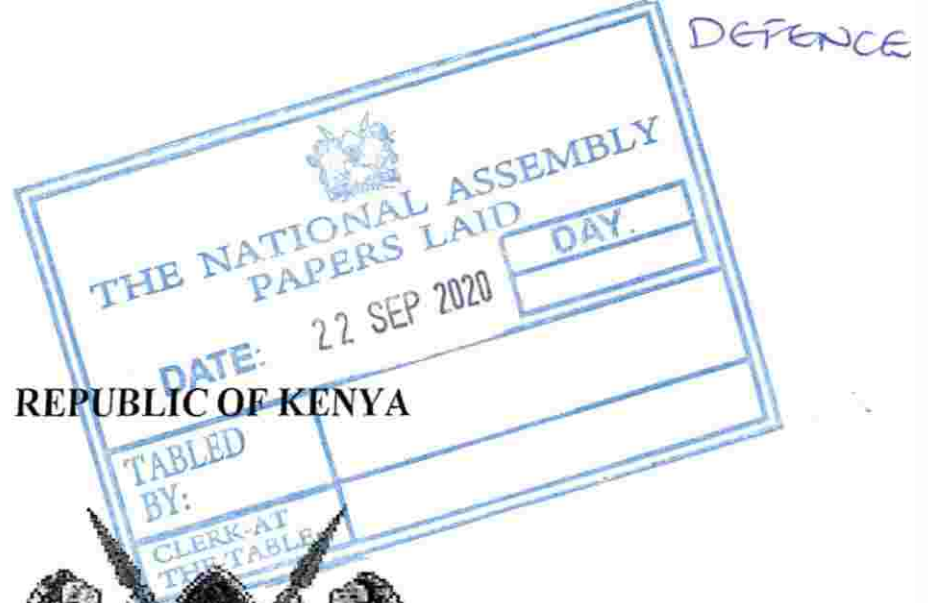 DEFENCE
THE NATIONAL ASSEMBLY
PAPERS LAID
DATE: 22 SEP 2020
DAY.
REPUBLIC OF KENYA
TABLED
BY:
CLERK-AT
THE TABLE